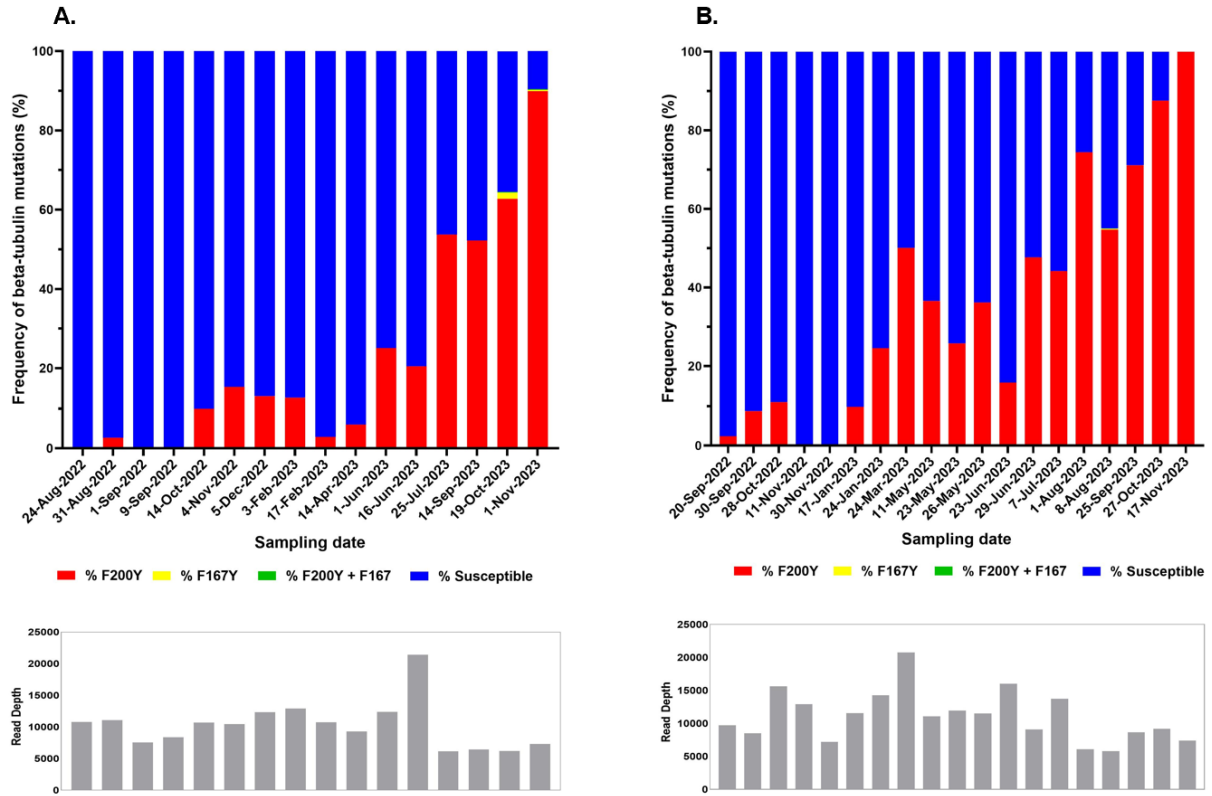 A.
Frequency of beta-tubulin mutations (%)
100
80
60
40
20
0
24-Aug-2022
31-Aug-2022
1-Sep-2022
9-Sep-2022
14-Oct-2022
4-Nov-2022
5-Dec-2022
3-Feb-2023
17-Feb-2023
14-Apr-2023
1-Jun-2023
16-Jun-2023
25-Jul-2023
14-Sep-2023
19-Oct-2023
1-Nov-2023
Sampling date
% F200Y % F167Y % F200Y + F167 % Susceptible
Read Depth
25000
20000
15000
10000
5000
0
B.
Frequency of beta-tubulin mutations (%)
100
80
60
40
20
0
20-Sep-2022
30-Sep-2022
28-Oct-2022
11-Nov-2022
30-Nov-2022
17-Jan-2023
24-Jan-2023
24-Mar-2023
11-May-2023
23-May-2023
26-May-2023
23-Jun-2023
29-Jun-2023
7-Jul-2023
1-Aug-2023
8-Aug-2023
25-Sep-2023
27-Oct-2023
17-Nov-2023
Sampling date
% F200Y % F167Y % F200Y + F167 % Susceptible
Read Depth
25000
20000
15000
10000
5000
0